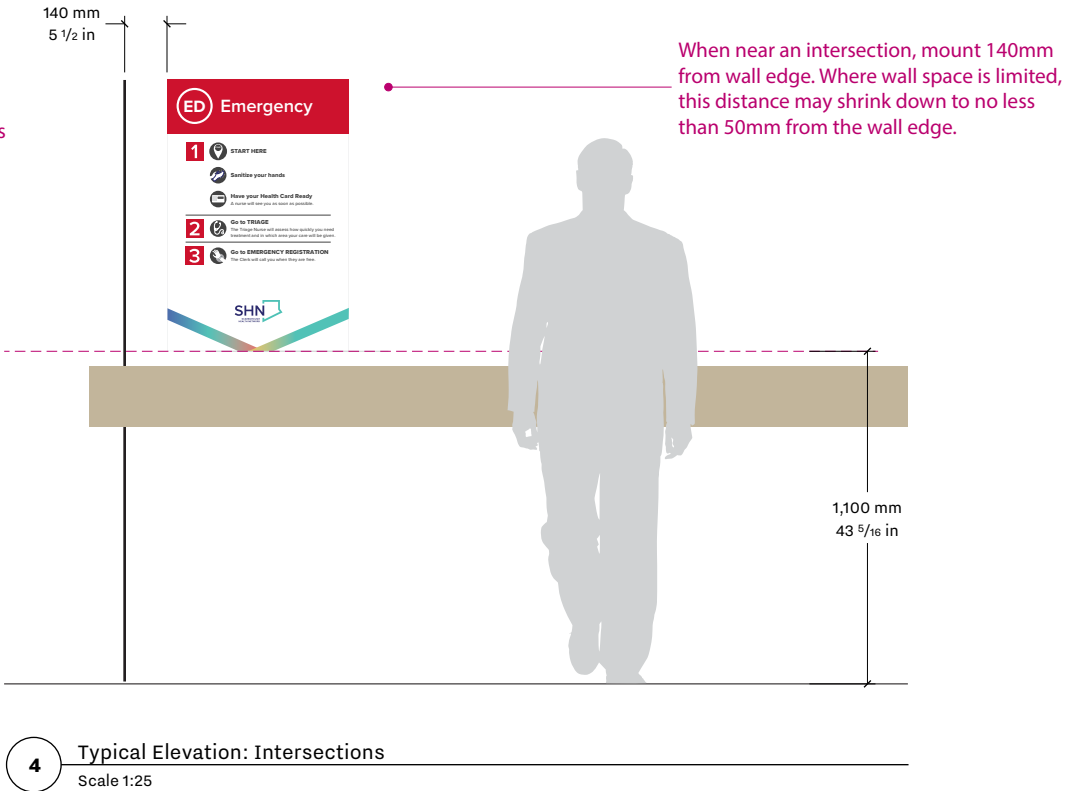 140 mm
5 1/2 in
s
When near an intersection, mount 140mm
from wall edge. Where wall space is limited,
this distance may shrink down to no less
than 50mm from the wall edge.
ED Emergency
1 START HERE
Sanitize your hands
Have your Health Card Ready
A nurse will see you as soon as possible.
2 Go to TRIAGE
The Triage Nurse will assess how quickly you need
treatment and in which area your care will be given.
3 Go to EMERGENCY REGISTRATION
The Clerk will call you when they are free.
SHN
1,100 mm
43 5/16 in
4 Typical Elevation: Intersections
Scale 1:25